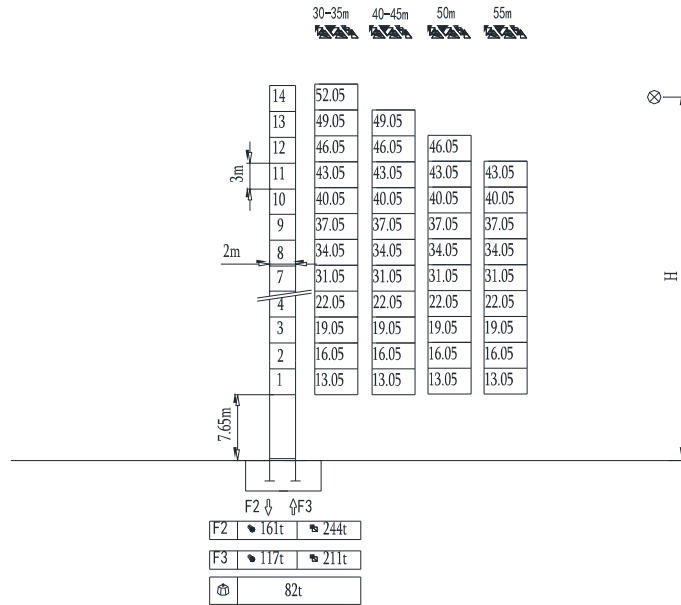 30-35m 40-45m 50m 55m
14 52.05
13 49.05 49.05
12 46.05 46.05 46.05
3m 11 43.05 43.05 43.05 43.05
10 40.05 40.05 40.05 40.05
9 37.05 37.05 37.05 37.05
2m 8 34.05 34.05 34.05 34.05
7 31.05 31.05 31.05 31.05
4 22.05 22.05 22.05 22.05
3 19.05 19.05 19.05 19.05
2 16.05 16.05 16.05 16.05
1 13.05 13.05 13.05 13.05
7.65m
H
F2 F3
F2 161t 244t
F3 117t 211t
82t